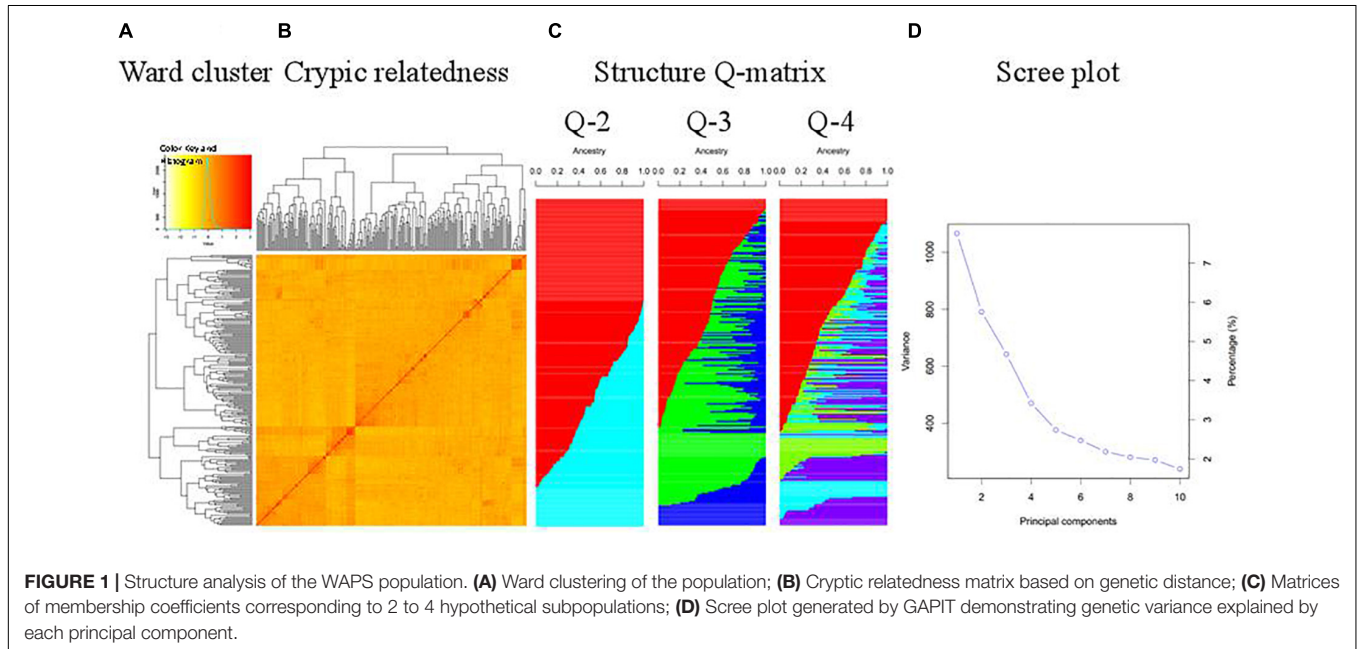 A B C D
Ward cluster Crypic relatedness Structure Q-matrix Scree plot
Q-2 Q-3 Q-4
Ancestry Ancestry Ancestry
0.0 0.2 0.4 0.6 0.8 1.0 0.0 0.2 0.4 0.6 0.8 1.0 0.0 0.2 0.4 0.6 0.8 1.0
Color Key and
Value
1000
800
600
400
Variance
7
6
5
4
3
2
Percentage (%)
2 4 6 8 10
Principal components
FIGURE 1 | Structure analysis of the WAPS population. (A) Ward clustering of the population; (B) Cryptic relatedness matrix based on genetic distance; (C) Matrices
of membership coefficients corresponding to 2 to 4 hypothetical subpopulations; (D) Scree plot generated by GAPIT demonstrating genetic variance explained by
each principal component.